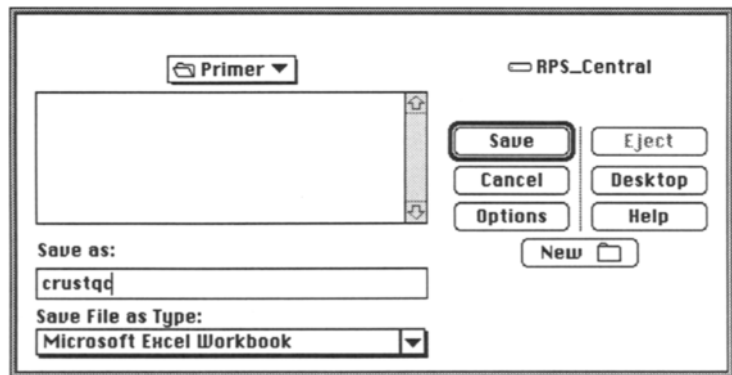 Primer
RPS_Central
Save
Eject
Cancel
Desktop
Options
Help
New
Save as:
crustqc
Save File as Type:
Microsoft Excel Workbook